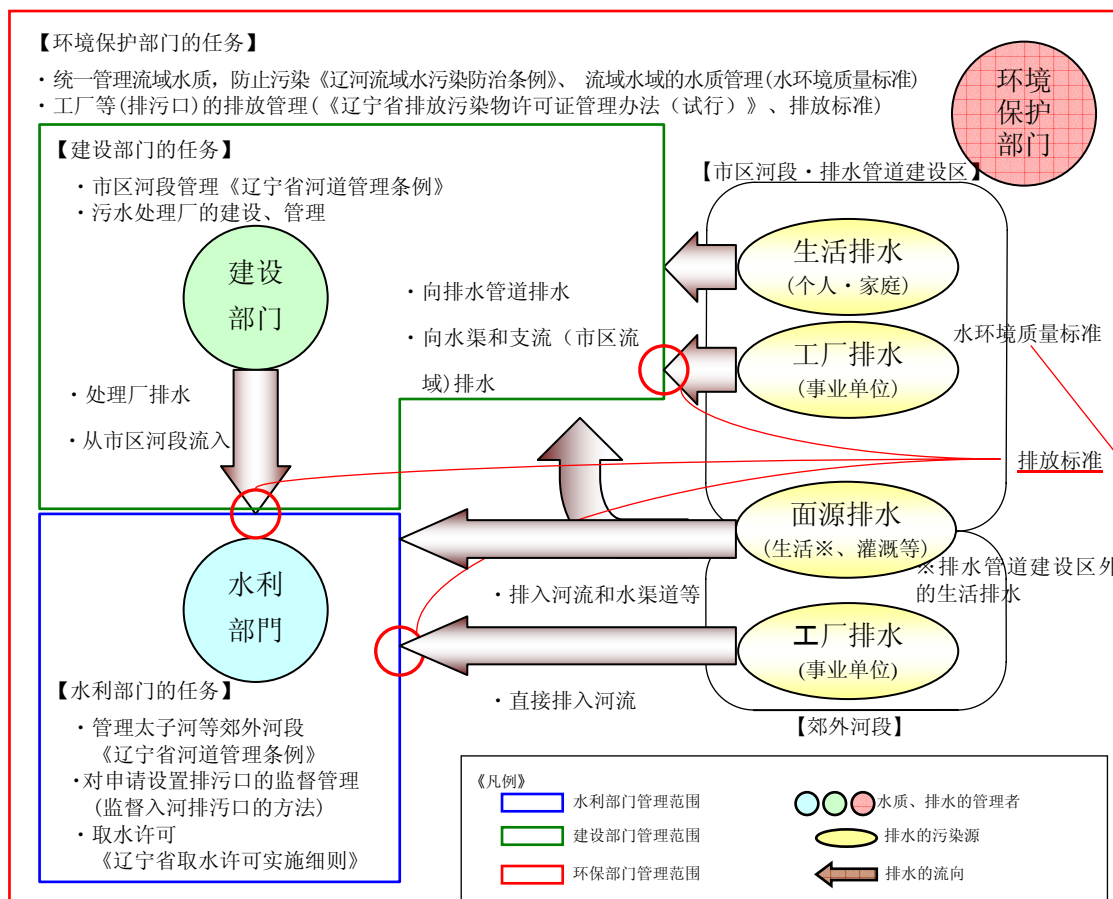 【环境保护部门的任务】
・统一管理流域水质，防止污染《辽河流域水污染防治条例》、 流域水域的水质管理(水环境质量标准)
・工厂等(排污口)的排放管理(《辽宁省排放污染物许可证管理办法（试行）》、排放标准)
环境
保护
部门
【建设部门的任务】
・市区河段管理《辽宁省河道管理条例》
・污水处理厂的建设、管理
建设
部门
・处理厂排水
・从市区河段流入
・向排水管道排水
・向水渠和支流（市区流
域)排水
【市区河段・排水管道建设区】
生活排水
(个人・家庭)
工厂排水
(事业单位)
水环境质量标准
排放标准
面源排水
(生活※、灌溉等)
※排水管道建设区外
的生活排水
工厂排水
(事业单位)
【郊外河段】
・排入河流和水渠道等
・直接排入河流
水利
部門
【水利部门的任务】
・管理太子河等郊外河段
《辽宁省河道管理条例》
・对申请设置排污口的监督管理
(监督入河排污口的方法)
・取水许可
《辽宁省取水许可实施细则》
《凡例》
水利部门管理范围
建设部门管理范围
环保部门管理范围
水质、排水的管理者
排水的污染源
排水的流向